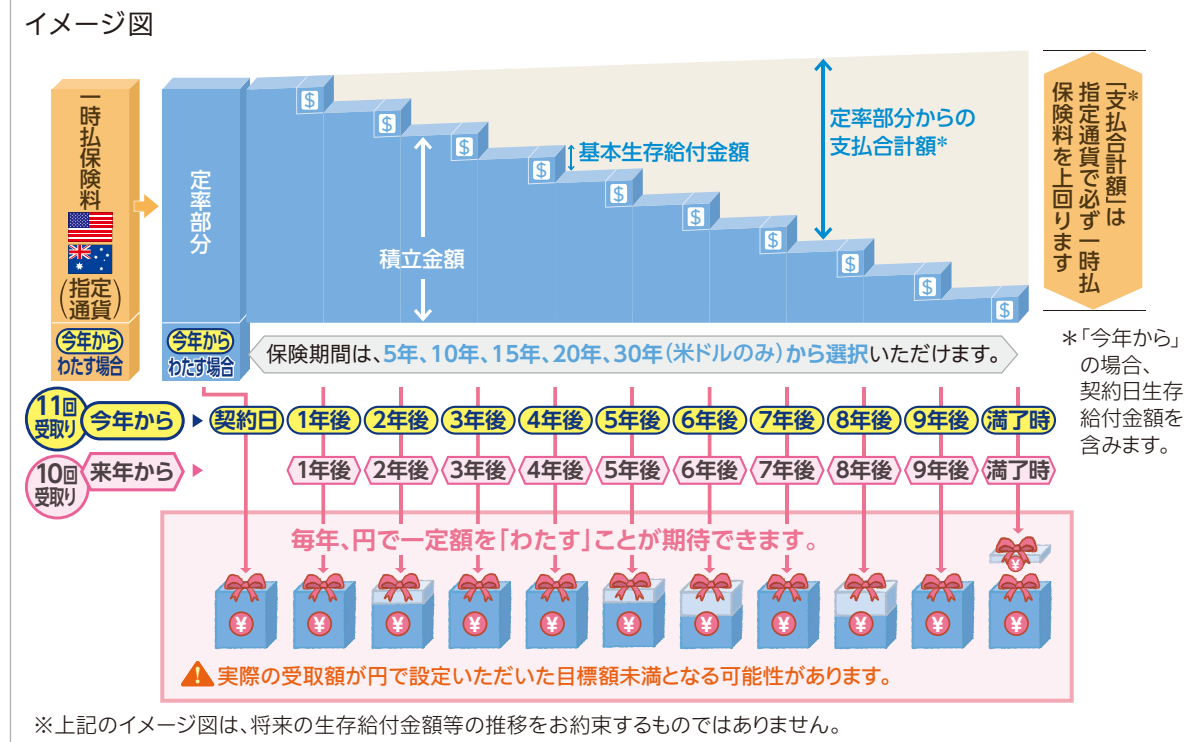 イメージ図
一時払保険料
(指定通貨)
今年から
わたす場合
定率部分
今年から
わたす場合
$
$
$
$
$
$
$
$
$
$
積立金額
基本生存給付金額
定率部分からの
支払合計額*
「支払合計額」*は
指定通貨で必ず一時払
保険料を上回ります
*「今年から」
の場合、
契約日生存
給付金額を
含みます。
保険期間は、5年、10年、15年、20年、30年(米ドルのみ)から選択いただけます。
11回
受取り
今年から
契約日
1年後
2年後
3年後
4年後
5年後
6年後
7年後
8年後
9年後
満了時
10回
受取り
来年から
1年後
2年後
3年後
4年後
5年後
6年後
7年後
8年後
9年後
満了時
毎年、円で一定額を「わたす」ことが期待できます。
¥
¥
¥
¥
¥
¥
¥
¥
¥
¥
¥
¥
実際の受取額が円で設定いただいた目標額未満となる可能性があります。
※上記のイメージ図は、将来の生存給付金額等の推移をお約束するものではありません。